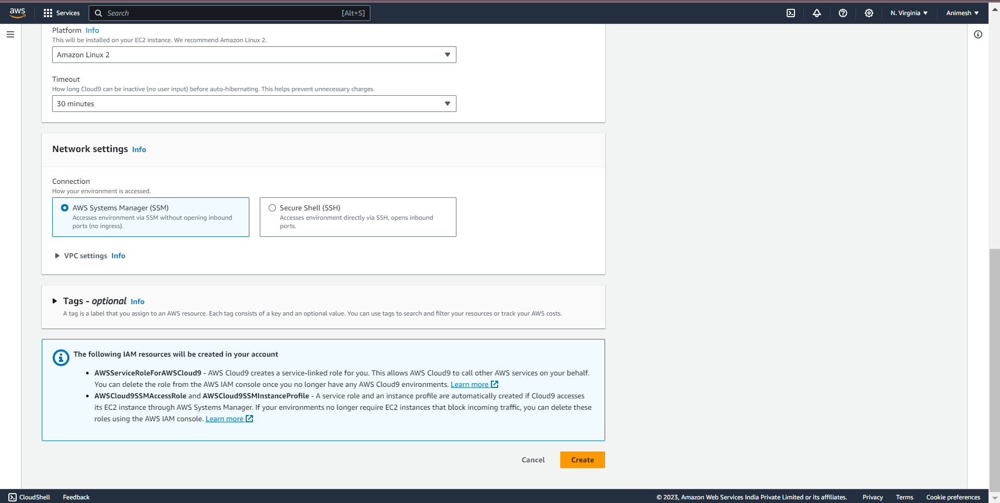 aws
Services
Search [Alt+S]
N. Virginia
Animesh
Platform Info
This will be installed on your EC2 instance. We recommend Amazon Linux 2.
Amazon Linux 2
Timeout
How long Cloud9 can be inactive (no user input) before auto-hibernating. This helps prevent unnecessary charges.
30 minutes
Network settings Info
Connection
How your environment is accessed.
AWS Systems Manager (SSM)
Accesses environment via SSM without opening inbound
ports (no ingress).
Secure Shell (SSH)
Accesses environment directly via SSH, opens inbound
ports.
VPC settings Info
Tags - optional Info
A tag is a label that you assign to an AWS resource. Each tag consists of a key and an optional value. You can use tags to search and filter your resources or track your AWS costs.
The following IAM resources will be created in your account
• AWSServiceRoleForAWSCloud9 - AWS Cloud9 creates a service-linked role for you. This allows AWS Cloud9 to call other AWS services on your behalf.
You can delete the role from the AWS IAM console once you no longer have any AWS Cloud9 environments. Learn more
• AWSCloud9SSMAccessRole and AWSCloud9SSMInstanceProfile - A service role and an instance profile are automatically created if Cloud9 accesses
its EC2 instance through AWS Systems Manager. If your environments no longer require EC2 instances that block incoming traffic, you can delete these
roles using the AWS IAM console. Learn more
Cancel
Create
CloudShell
Feedback
© 2023, Amazon Web Services India Private Limited or its affiliates.
Privacy
Terms
Cookie preferences